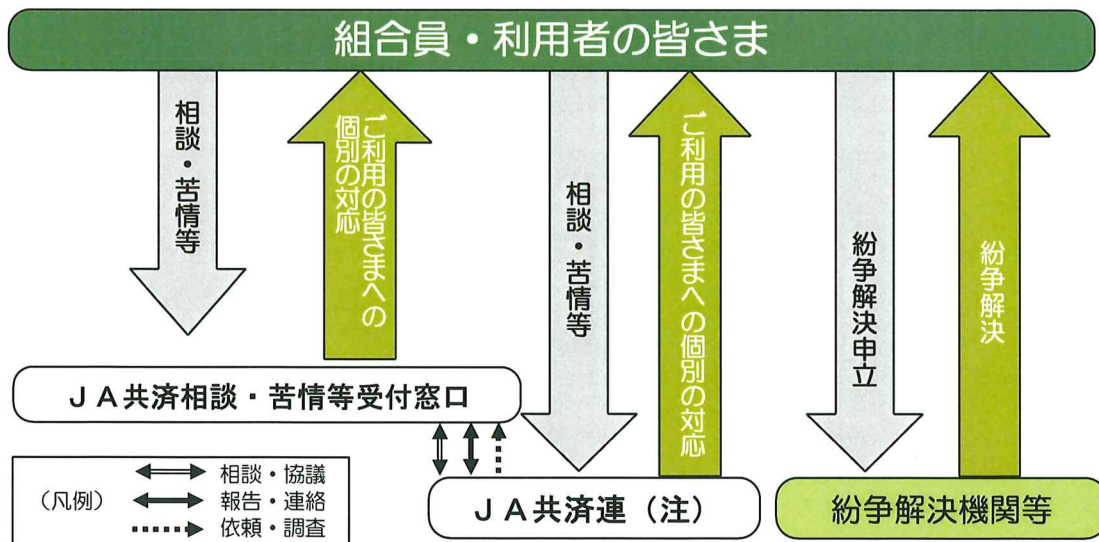 組合員・利用者の皆さま
相談・苦情等
ご利用の皆さまへの
個別の対応
相談・苦情等
ご利用の皆さまへの個別の対応
紛争解決申立
紛争解決
ＪＡ共済相談・苦情等受付窓口
（凡例）
相談・協議
報告・連絡
依頼・調査
ＪＡ共済連（注）
紛争解決機関等